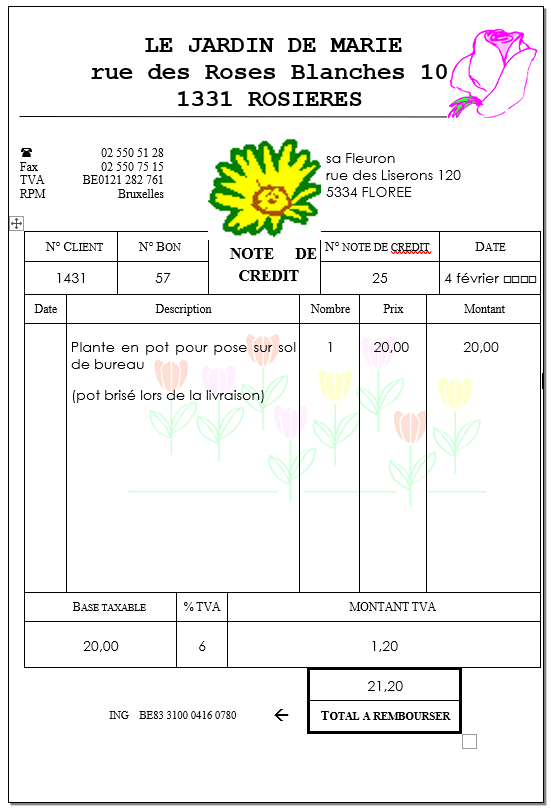 LE JARDIN DE MARIE
rue des Roses Blanches 10
1331 ROSIERES
☎ 02 550 51 28
Fax 02 550 75 15
TVA BE0121 282 761
RPM Bruxelles
sa Fleuron
rue des Liserons 120
5334 FLOREE
N° CLIENT N° BON NOTE DE CREDIT N° NOTE DE CREDIT DATE
1431 57 25 4 février □□□□
Date Description Nombre Prix Montant
Plante en pot pour pose sur sol 1 20,00 20,00
de bureau
(pot brisé lors de la livraison)
BASE TAXABLE % TVA MONTANT TVA
20,00 6 1,20
21,20
ING BE83 3100 0416 0780 ← TOTAL A REMBOURSER